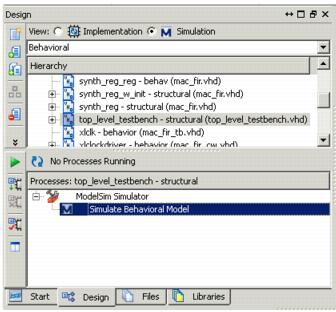 Design
View: Implementation Simulation
Behavioral
Hierarchy
synth_reg_reg - behav (mac_fir.vhd)
synth_reg_w_init - structural (mac_fir.vhd)
synth_reg - structural (mac_fir.vhd)
top_level_testbench - structural (top_level_testbench.vhd)
xlclk - behavior (mac_fir_tb.vhd)
xlclockdriver - behavior (mac_fir_cw.vhd)
No Processes Running
Processes: top_level_testbench - structural
ModelSim Simulator
Simulate Behavioral Model
Start Design Files Libraries